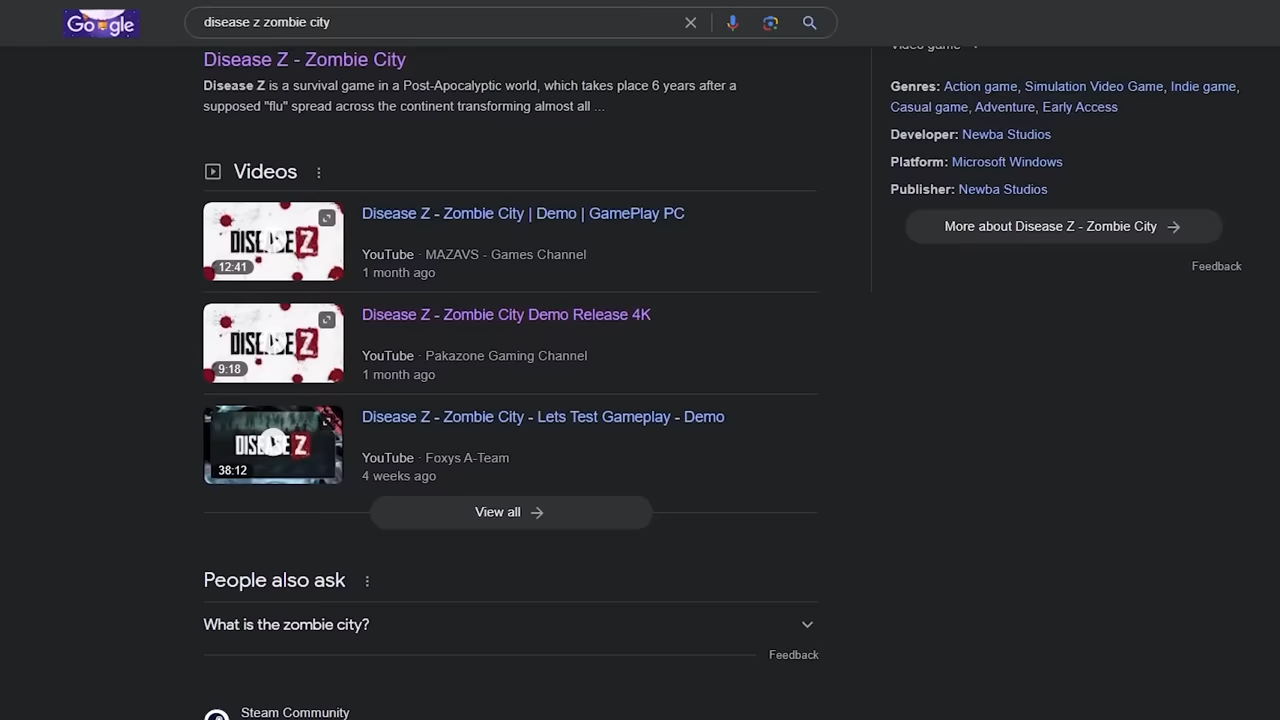 Google
disease z zombie city
Disease Z - Zombie City
Disease Z is a survival game in a Post-Apocalyptic world, which takes place 6 years after a
supposed "flu" spread across the continent transforming almost all ...
Video game
Genres: Action game, Simulation Video Game, Indie game,
Casual game, Adventure, Early Access
Developer: Newba Studios
Platform: Microsoft Windows
Publisher: Newba Studios
More about Disease Z - Zombie City
Feedback
Videos
DISEASE Z
12:41
Disease Z - Zombie City | Demo | GamePlay PC
YouTube · MAZAVS - Games Channel
1 month ago
DISEASE Z
9:18
Disease Z - Zombie City Demo Release 4K
YouTube · Pakazone Gaming Channel
1 month ago
DISEASE Z
38:12
Disease Z - Zombie City - Lets Test Gameplay - Demo
YouTube · Foxys A-Team
4 weeks ago
View all
People also ask
What is the zombie city?
Feedback
Steam Community